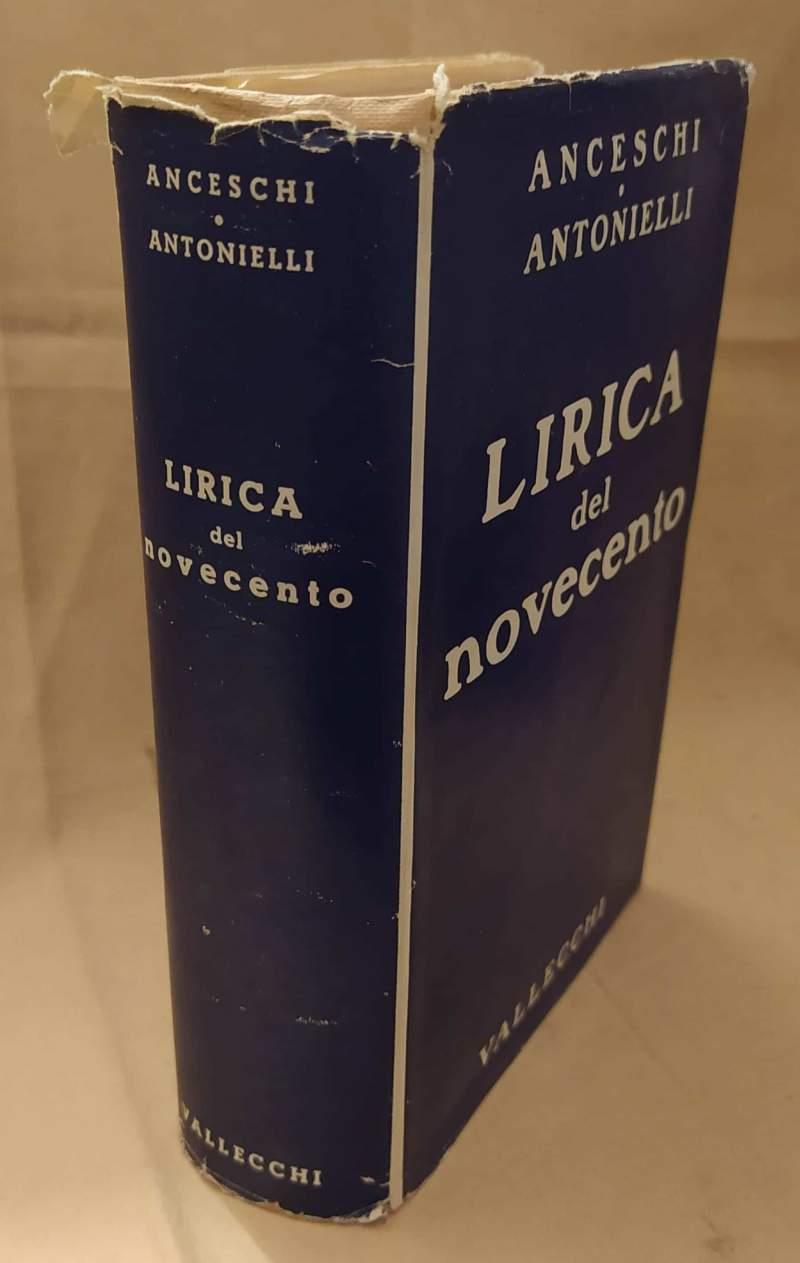 ANCESCHI
•
ANTONIELLI
LIRICA
del
novecento
VALLECCHI
ANCESCHI
•
ANTONIELLI
LIRICA
del
novecento
VALLECCHI